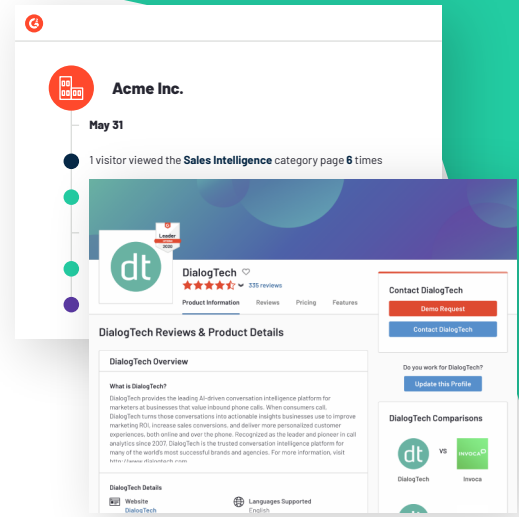 Acme Inc.
May 31
1 visitor viewed the Sales Intelligence category page 6 times
Leader
2020
dt
DialogTech
335 reviews
Product Information Reviews Pricing Features
Contact DialogTech
Demo Request
Contact DialogTech
Do you work for DialogTech?
Update this Profile
DialogTech Reviews & Product Details
DialogTech Overview
What is DialogTech?
DialogTech provides the leading AI-driven conversation intelligence platform for
marketers at businesses that value inbound phone calls. When consumers call,
DialogTech turns those conversations into actionable insights businesses use to improve
marketing ROI, increase sales conversions, and deliver more personalized customer
experiences, both online and over the phone. Recognized as the leader and pioneer in call
analytics since 2007, DialogTech is the trusted conversation intelligence platform for
many of the world's most successful brands and agencies. For more information, visit
http://www.dialogtech.com
DialogTech Details
Website
DialogTech
Languages Supported
English
DialogTech Comparisons
dt
VS
INVOCA
DialogTech
Invoca